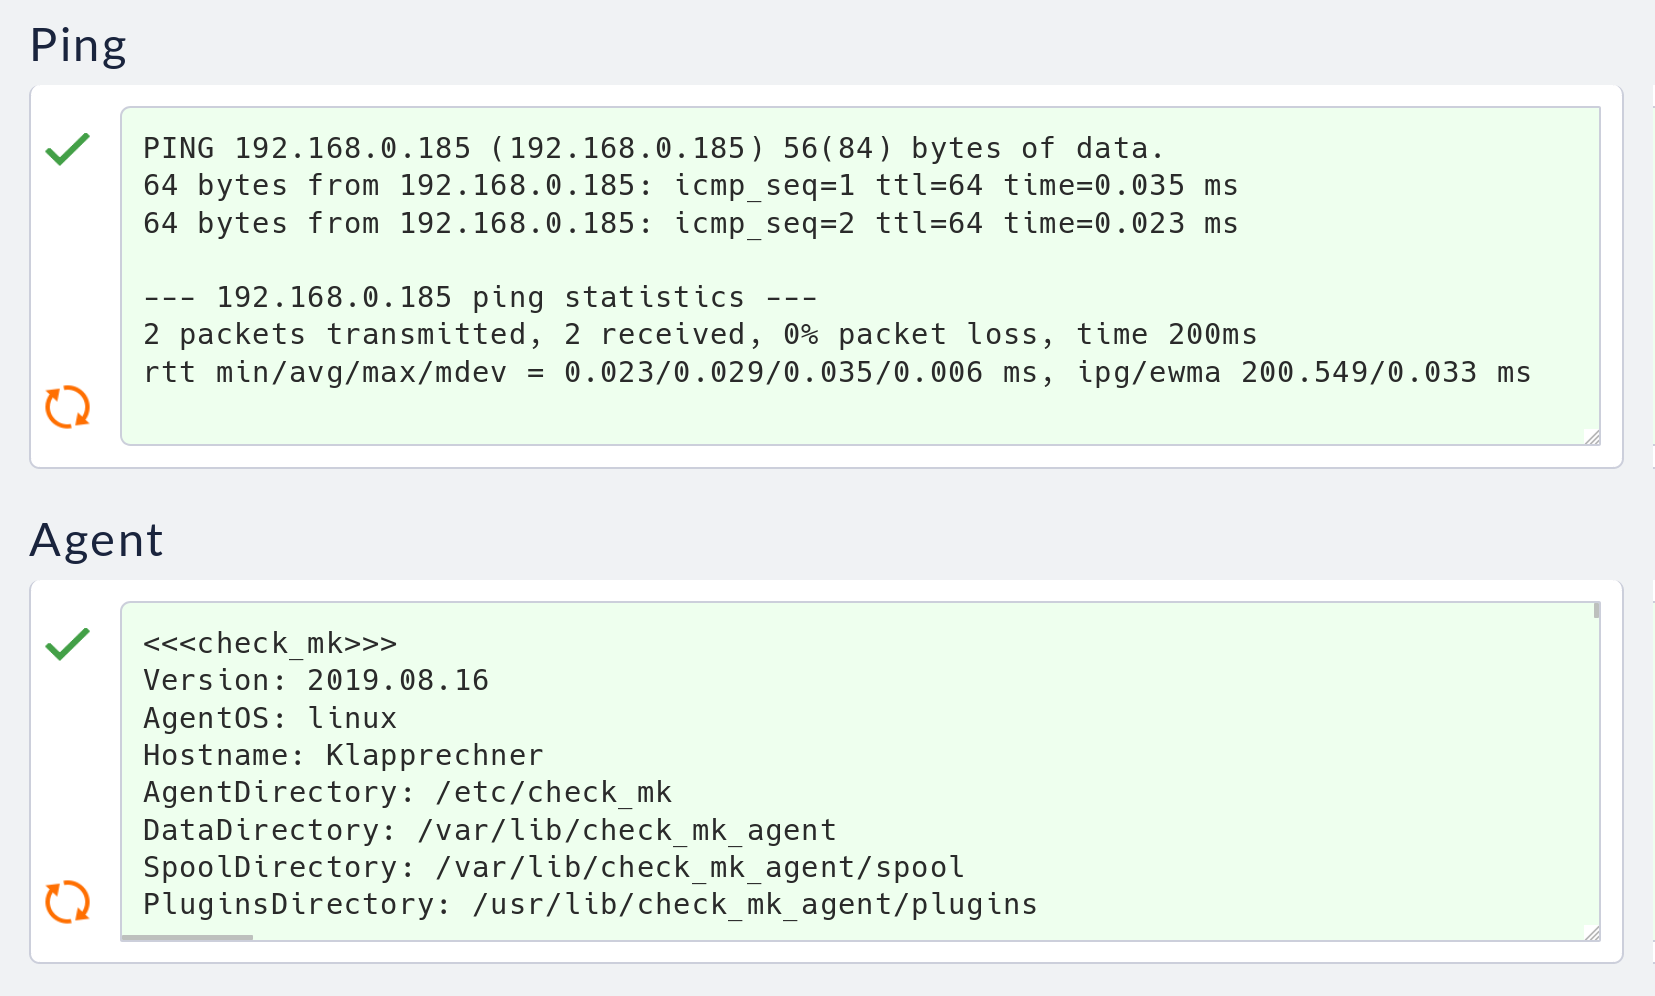 Ping
PING 192.168.0.185 (192.168.0.185) 56(84) bytes of data.
64 bytes from 192.168.0.185: icmp_seq=1 ttl=64 time=0.035 ms
64 bytes from 192.168.0.185: icmp_seq=2 ttl=64 time=0.023 ms
--- 192.168.0.185 ping statistics ---
2 packets transmitted, 2 received, 0% packet loss, time 200ms
rtt min/avg/max/mdev = 0.023/0.029/0.035/0.006 ms, ipg/ewma 200.549/0.033 ms
Agent
<<<check_mk>>>
Version: 2019.08.16
AgentOS: linux
Hostname: Klapprechner
AgentDirectory: /etc/check_mk
DataDirectory: /var/lib/check_mk_agent
SpoolDirectory: /var/lib/check_mk_agent/spool
PluginsDirectory: /usr/lib/check_mk_agent/plugins